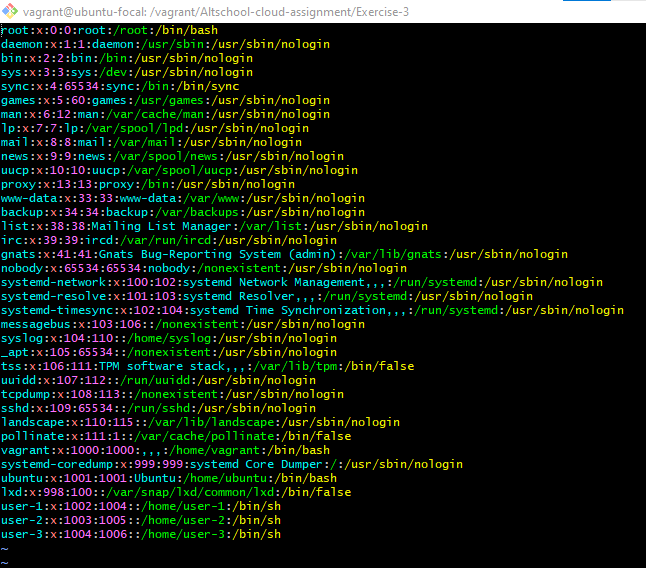 vagrant@ubuntu-focal: /vagrant/Altschool-cloud-assignment/Exercise-3
root:x:0:0:root:/root:/bin/bash
daemon:x:1:1:daemon:/usr/sbin:/usr/sbin/nologin
bin:x:2:2:bin:/bin:/usr/sbin/nologin
sys:x:3:3:sys:/dev:/usr/sbin/nologin
sync:x:4:65534:sync:/bin:/bin/sync
games:x:5:60:games:/usr/games:/usr/sbin/nologin
man:x:6:12:man:/var/cache/man:/usr/sbin/nologin
lp:x:7:7:lp:/var/spool/lpd:/usr/sbin/nologin
mail:x:8:8:mail:/var/mail:/usr/sbin/nologin
news:x:9:9:news:/var/spool/news:/usr/sbin/nologin
uucp:x:10:10:uucp:/var/spool/uucp:/usr/sbin/nologin
proxy:x:13:13:proxy:/bin:/usr/sbin/nologin
www-data:x:33:33:www-data:/var/www:/usr/sbin/nologin
backup:x:34:34:backup:/var/backups:/usr/sbin/nologin
list:x:38:38:Mailing List Manager:/var/list:/usr/sbin/nologin
irc:x:39:39:ircd:/var/run/ircd:/usr/sbin/nologin
gnats:x:41:41:Gnats Bug-Reporting System (admin):/var/lib/gnats:/usr/sbin/nologin
nobody:x:65534:65534:nobody:/nonexistent:/usr/sbin/nologin
systemd-network:x:100:102:systemd Network Management,,,:/run/systemd:/usr/sbin/nologin
systemd-resolve:x:101:103:systemd Resolver,,,:/run/systemd:/usr/sbin/nologin
systemd-timesync:x:102:104:systemd Time Synchronization,,,:/run/systemd:/usr/sbin/nologin
messagebus:x:103:106::/nonexistent:/usr/sbin/nologin
syslog:x:104:110::/home/syslog:/usr/sbin/nologin
_apt:x:105:65534::/nonexistent:/usr/sbin/nologin
tss:x:106:111:TPM software stack,,,:/var/lib/tpm:/bin/false
uuidd:x:107:112::/run/uuidd:/usr/sbin/nologin
tcpdump:x:108:113::/nonexistent:/usr/sbin/nologin
sshd:x:109:65534::/run/sshd:/usr/sbin/nologin
landscape:x:110:115::/var/lib/landscape:/usr/sbin/nologin
pollinate:x:111:1::/var/cache/pollinate:/bin/false
vagrant:x:1000:1000:,,,:/home/vagrant:/bin/bash
systemd-coredump:x:999:999:systemd Core Dumper:/:/usr/sbin/nologin
ubuntu:x:1001:1001:Ubuntu:/home/ubuntu:/bin/bash
lxd:x:998:100::/var/snap/lxd/common/lxd:/bin/false
user-1:x:1002:1004::/home/user-1:/bin/sh
user-2:x:1003:1005::/home/user-2:/bin/sh
user-3:x:1004:1006::/home/user-3:/bin/sh
~
~